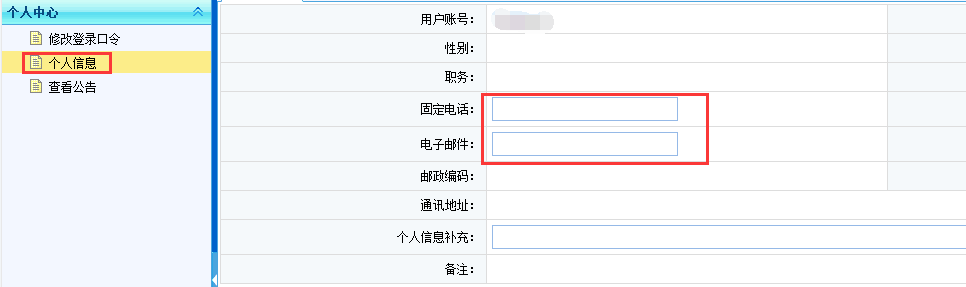 个人中心
修改登录口令
个人信息
查看公告
用户账号：
性别：
职务：
固定电话：
电子邮件：
邮政编码：
通讯地址：
个人信息补充：
备注：